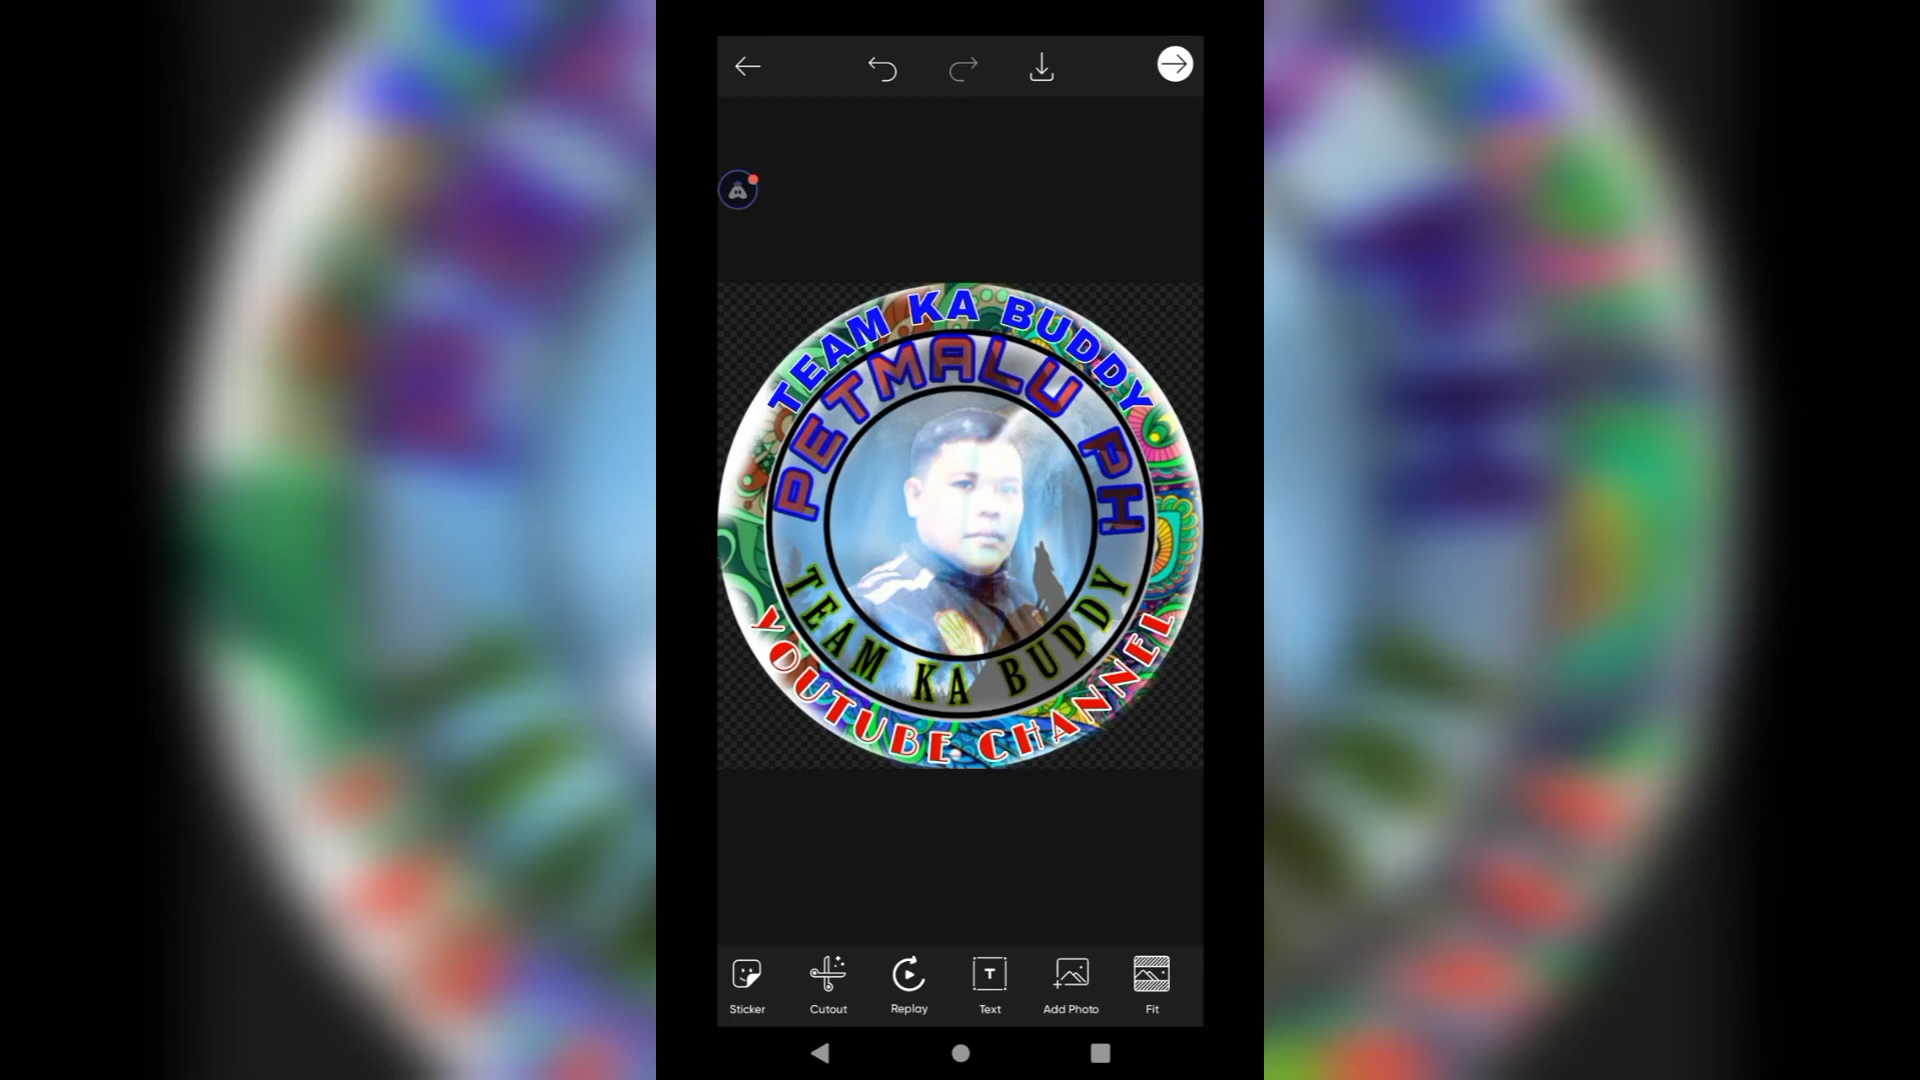 TEAM KA BUDDY
PETMALU PH
TEAM KA BUDDY
YOUTUBE CHANNEL
Sticker
Cutout
Replay
Text
Add Photo
Fit